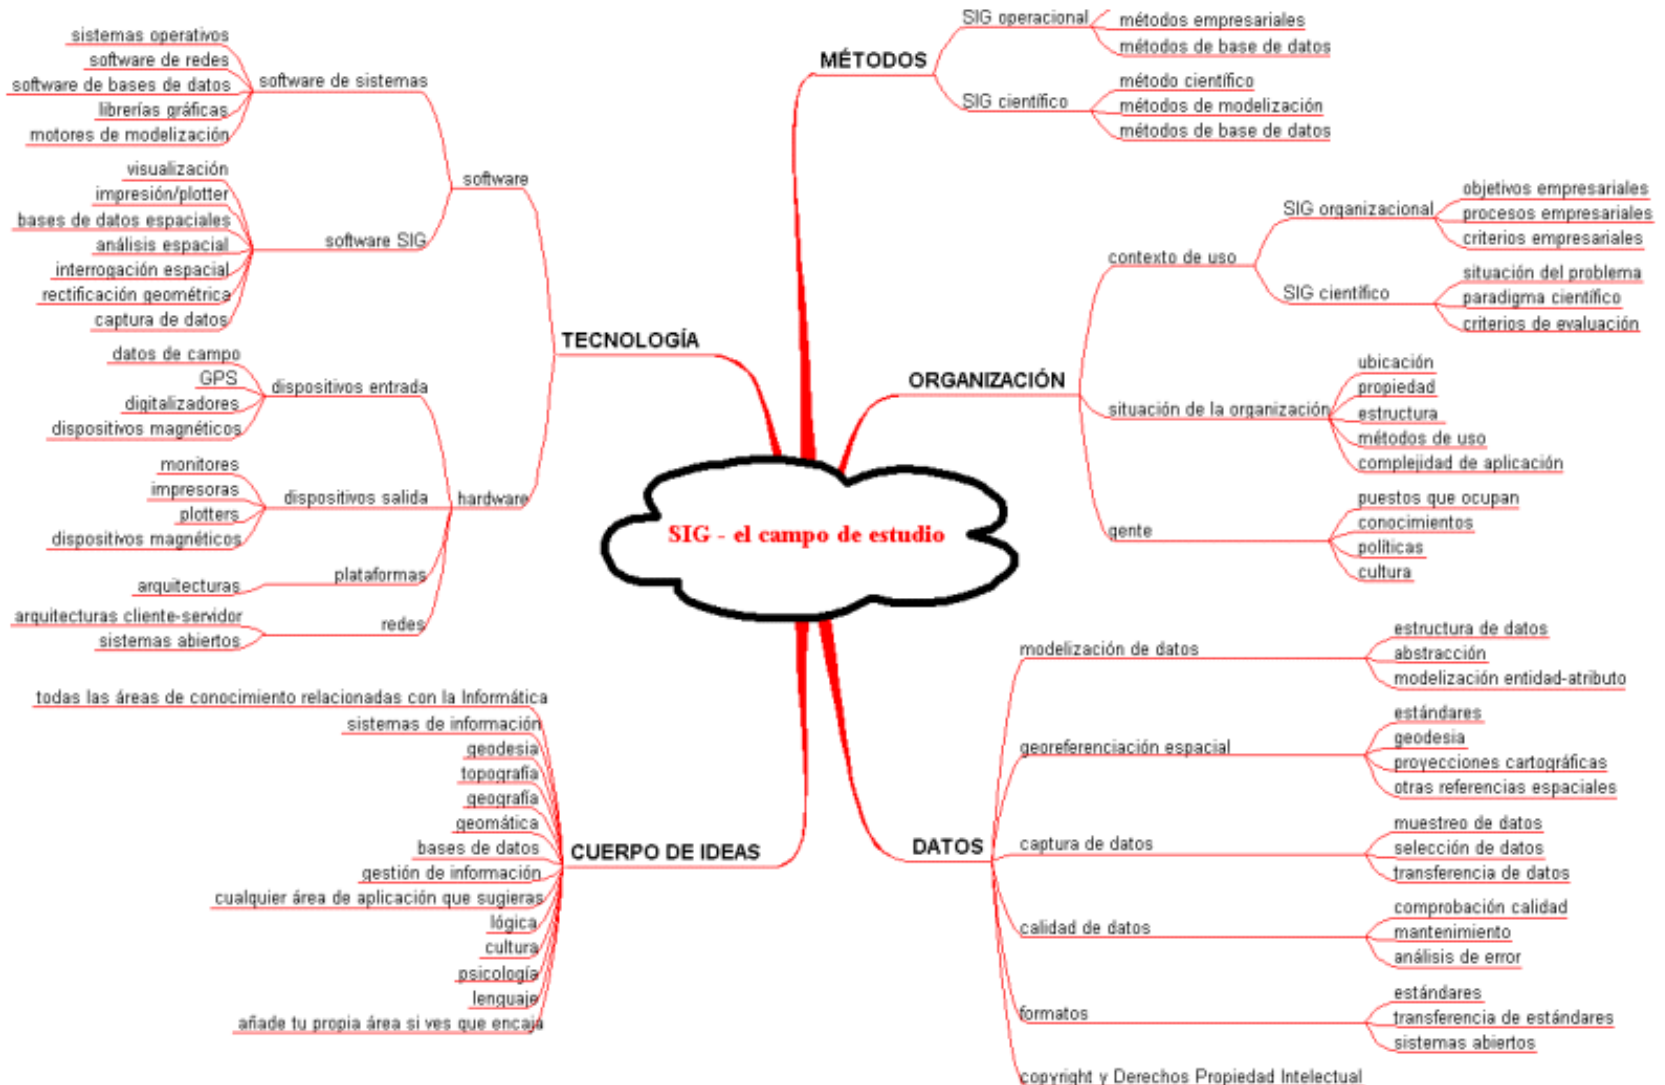 SIG - el campo de estudio
MÉTODOS
SIG operacional
métodos empresariales
métodos de base de datos
SIG científico
método científico
métodos de modelización
métodos de base de datos
ORGANIZACIÓN
contexto de uso
SIG organizacional
objetivos empresariales
procesos empresariales
criterios empresariales
SIG científico
situación del problema
paradigma científico
criterios de evaluación
situación de la organización
ubicación
propiedad
estructura
métodos de uso
complejidad de aplicación
gente
puestos que ocupan
conocimientos
políticas
cultura
DATOS
modelización de datos
estructura de datos
abstracción
modelización entidad-atributo
georeferenciación espacial
estándares
geodesia
proyecciones cartográficas
otras referencias espaciales
captura de datos
muestreo de datos
selección de datos
transferencia de datos
calidad de datos
comprobación calidad
mantenimiento
análisis de error
formatos
estándares
transferencia de estándares
sistemas abiertos
copyright y Derechos Propiedad Intelectual
TECNOLOGÍA
software
software de sistemas
sistemas operativos
software de redes
software de bases de datos
librerías gráficas
motores de modelización
software SIG
visualización
impresión/plotter
bases de datos espaciales
análisis espacial
interrogación espacial
rectificación geométrica
captura de datos
hardware
dispositivos entrada
datos de campo
GPS
digitalizadores
dispositivos magnéticos
dispositivos salida
monitores
impresoras
plotters
dispositivos magnéticos
plataformas
arquitecturas
redes
arquitecturas cliente-servidor
sistemas abiertos
CUERPO DE IDEAS
todas las áreas de conocimiento relacionadas con la Informática
sistemas de información
geodesia
topografía
geografía
geomática
bases de datos
gestión de información
cualquier área de aplicación que sugieras
lógica
cultura
psicología
lenguaje
añade tu propia área si ves que encaja